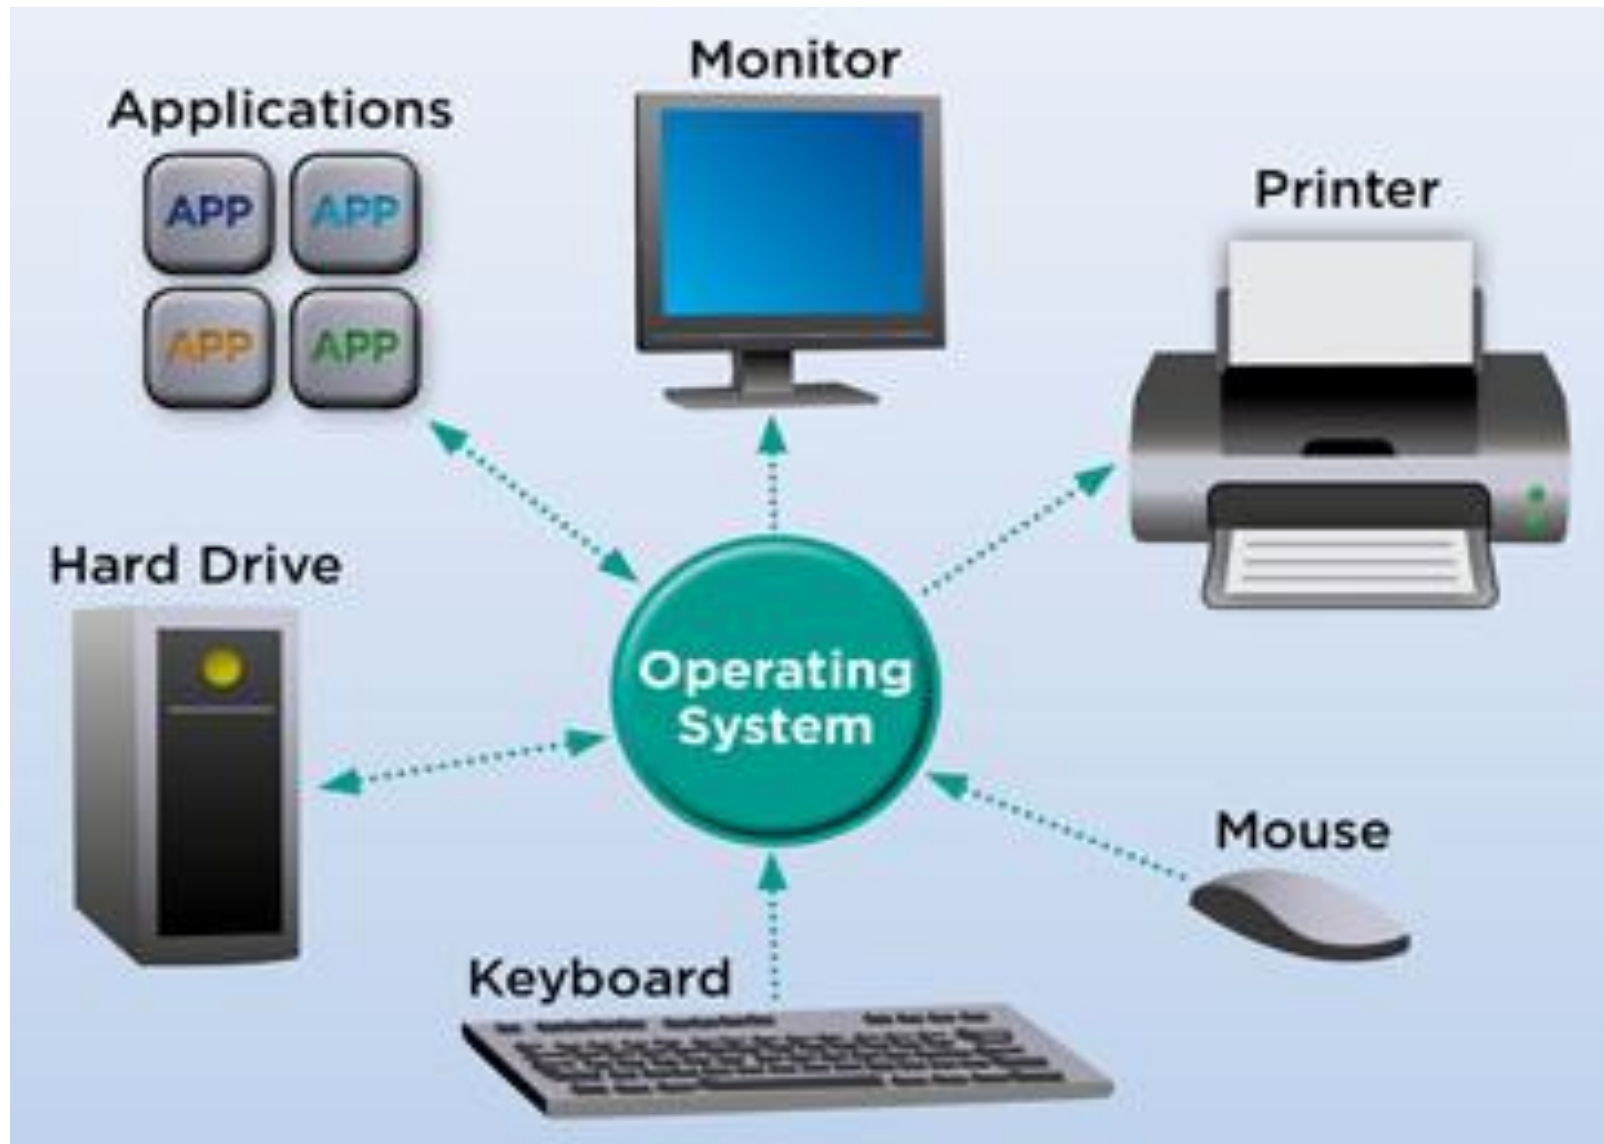 Monitor
Applications
Printer
APP APP
APP APP
Hard Drive
Operating
System
Mouse
Keyboard